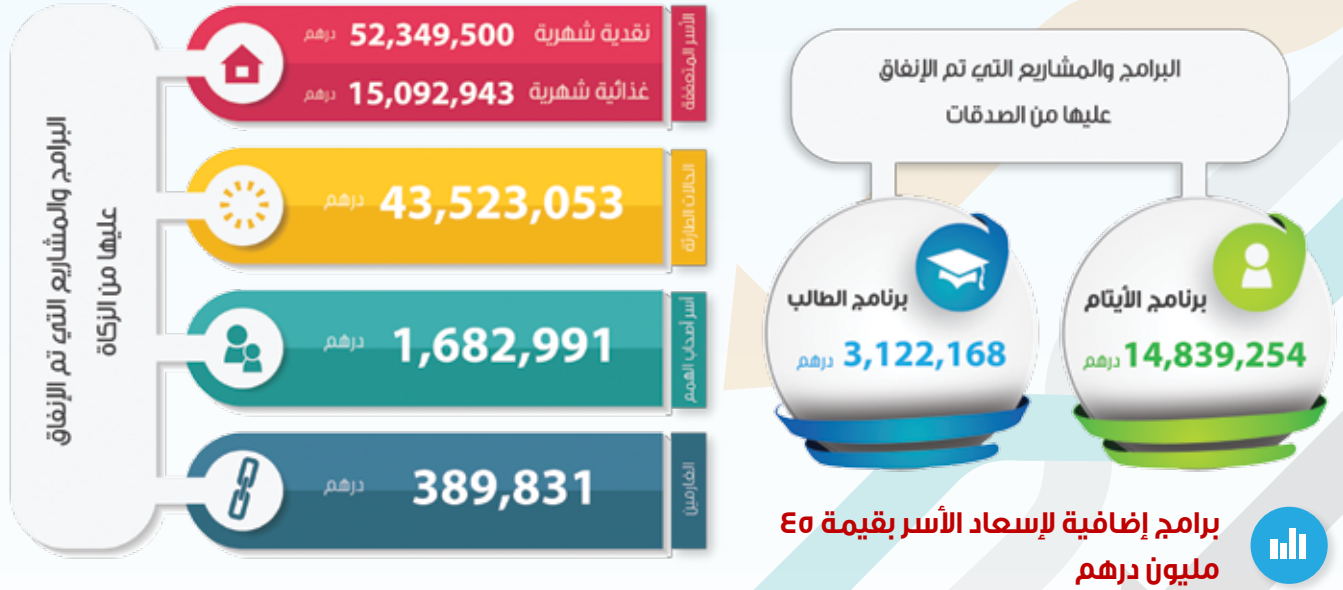 البرامج والمشاريع التي تم الإنفاق
عليها من الصدقات
برنامج الأيتام
14,839,254 درهم
برنامج الطالب
3,122,168 درهم
برامج إضافية لإسعاد الأسر بقيمة ٤٥
مليون درهم
البرامج والمشاريع التي تم الإنفاق
عليها من الزكاة
الأسر المتعففة
نقدية شهرية 52,349,500 درهم
غذائية شهرية 15,092,943 درهم
الحالات الطارئة
43,523,053 درهم
أسر أصحاب الهمم
1,682,991 درهم
الغارمين
389,831 درهم